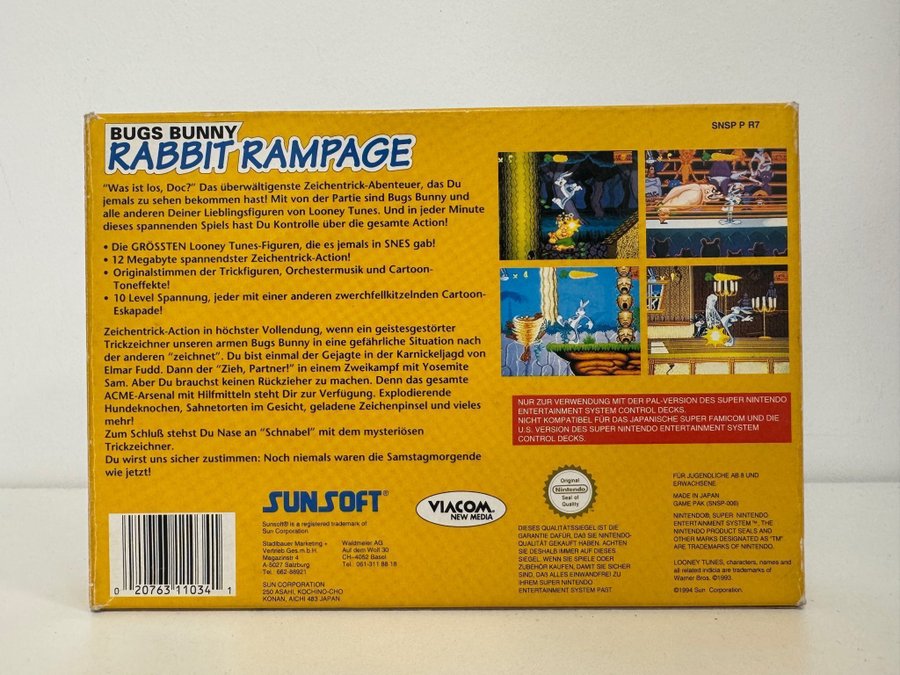 BUGS BUNNY
RABBIT RAMPAGE
SNSP P R7
"Was ist los, Doc?" Das überwältigenste Zeichentrick-Abenteuer, das Du
jemals zu sehen bekommen hast! Mit von der Partie sind Bugs Bunny und
alle anderen Deiner Lieblingsfiguren von Looney Tunes. Und in jeder Minute
dieses spannenden Spiels hast Du Kontrolle über die gesamte Action!
• Die GRÖSSTEN Looney Tunes-Figuren, die es jemals in SNES gab!
• 12 Megabyte spannendster Zeichentrick-Action!
• Originalstimmen der Trickfiguren, Orchestermusik und Cartoon-
Toneffekte!
• 10 Level Spannung, jeder mit einer anderen zwerchfellkitzelnden Cartoon-
Eskapade!
Zeichentrick-Action in höchster Vollendung, wenn ein geistesgestörter
Trickzeichner unseren armen Bugs Bunny in eine gefährliche Situation nach
der anderen "zeichnet". Du bist einmal der Gejagte in der Karnickeljagd von
Elmar Fudd. Dann der "Zieh, Partner!" in einem Zweikampf mit Yosemite
Sam. Aber Du brauchst keinen Rückzieher zu machen. Denn das gesamte
ACME-Arsenal mit Hilfmitteln steht Dir zur Verfügung. Explodierende
Hundeknochen, Sahnetorten im Gesicht, geladene Zeichenpinsel und vieles
mehr!
Zum Schluß stehst Du Nase an "Schnabel" mit dem mysteriösen
Trickzeichner.
Du wirst uns sicher zustimmen: Noch niemals waren die Samstagmorgende
wie jetzt!
NUR ZUR VERWENDUNG MIT DER PAL-VERSION DES SUPER NINTENDO
ENTERTAINMENT SYSTEM CONTROL DECKS.
NICHT KOMPATIBEL FÜR DAS JAPANISCHE SUPER FAMICOM UND DIE
U.S. VERSION DES SUPER NINTENDO ENTERTAINMENT SYSTEM
CONTROL DECKS.
SUNSOFT®
Sunsoft® is a registered trademark of
Sun Corporation.
Stadlbauer Marketing +
Vertrieb Ges.m.b.H.
Magazinstr 4
A-5027 Salzburg
Tel.: 662-88921
Waldmeier AG
Auf dem Wolf 30
CH-4052 Basel
Tel.: 061-311 88 18
SUN CORPORATION
250 ASAHI, KOCHINO-CHO
KONAN, AICHI 483 JAPAN
VIACOM
NEW MEDIA
Original
Nintendo
Seal of
Quality
DIESES QUALITÄTSSIEGEL IST DIE
GARANTIE DAFÜR, DAS SIE NINTENDO-
QUALITÄT GEKAUFT HABEN. ACHTEN
SIE DESHALB IMMER AUF DIESES
SIEGEL, WENN SIE SPIELE ODER
ZUBEHÖR KAUFEN, DAMIT SIE SICHER
SIND, DAS ALLES EINWANDFREI ZU
IHREM SUPER NINTENDO
ENTERTAINMENT SYSTEM PAST.
FÜR JUGENDLICHE AB 8 UND
ERWACHSENE
MADE IN JAPAN
GAME PAK (SNSP-006)
NINTENDO®, SUPER NINTENDO
ENTERTAINMENT SYSTEM ™, THE
NINTENDO PRODUCT SEALS AND
OTHER MARKS DESIGNATED AS "TM"
ARE TRADEMARKS OF NINTENDO.
LOONEY TUNES, characters, names and
all related indicia are trademarks of
Warner Bros. ©1993.
©1994 Sun Corporation.
0 20763 11034 1